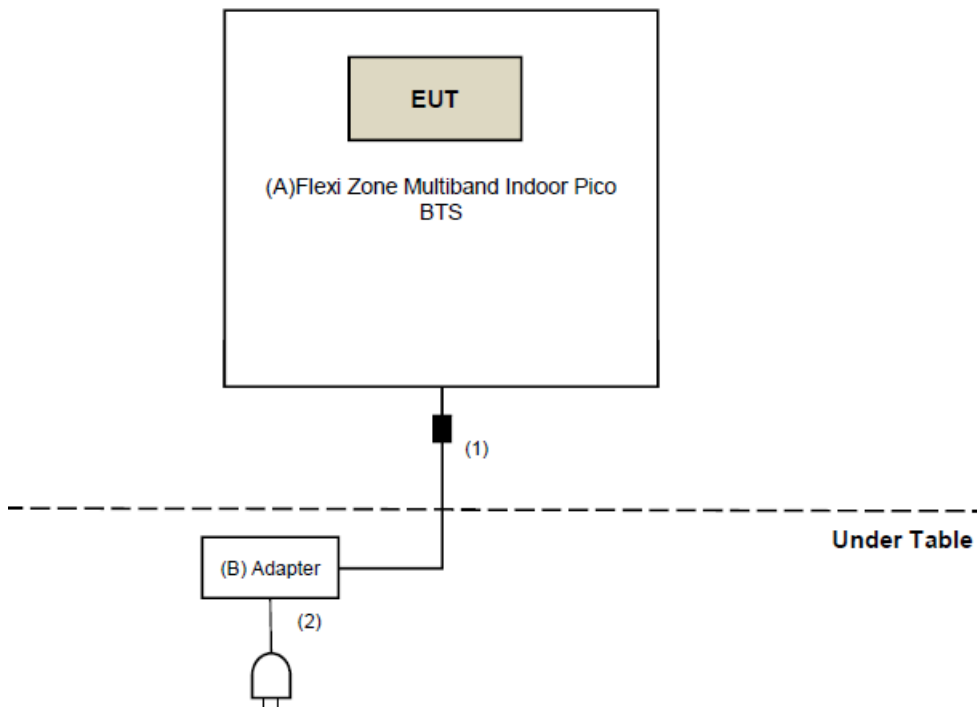 EUT
(A)Flexi Zone Multiband Indoor Pico
BTS
(1)
Under Table
(B) Adapter
(2)